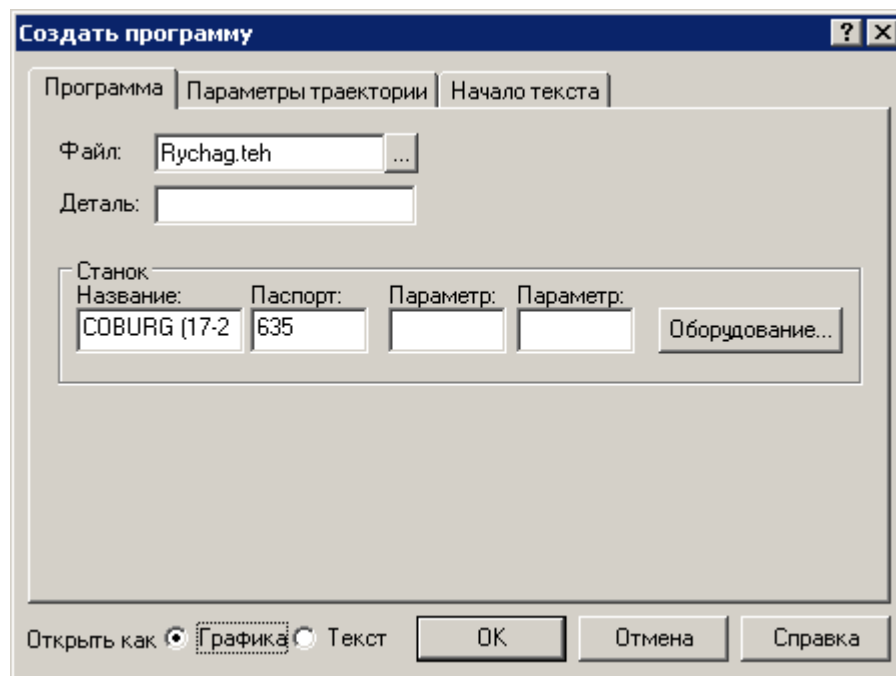 Создать программу
Программа Параметры траектории Начало текста
Файл: Rychag.teh ...
Деталь:
Станок
Название: Паспорт: Параметр: Параметр:
COBURG (17-2 635 Оборудование...
Открыть как Графика Текст OK Отмена Справка